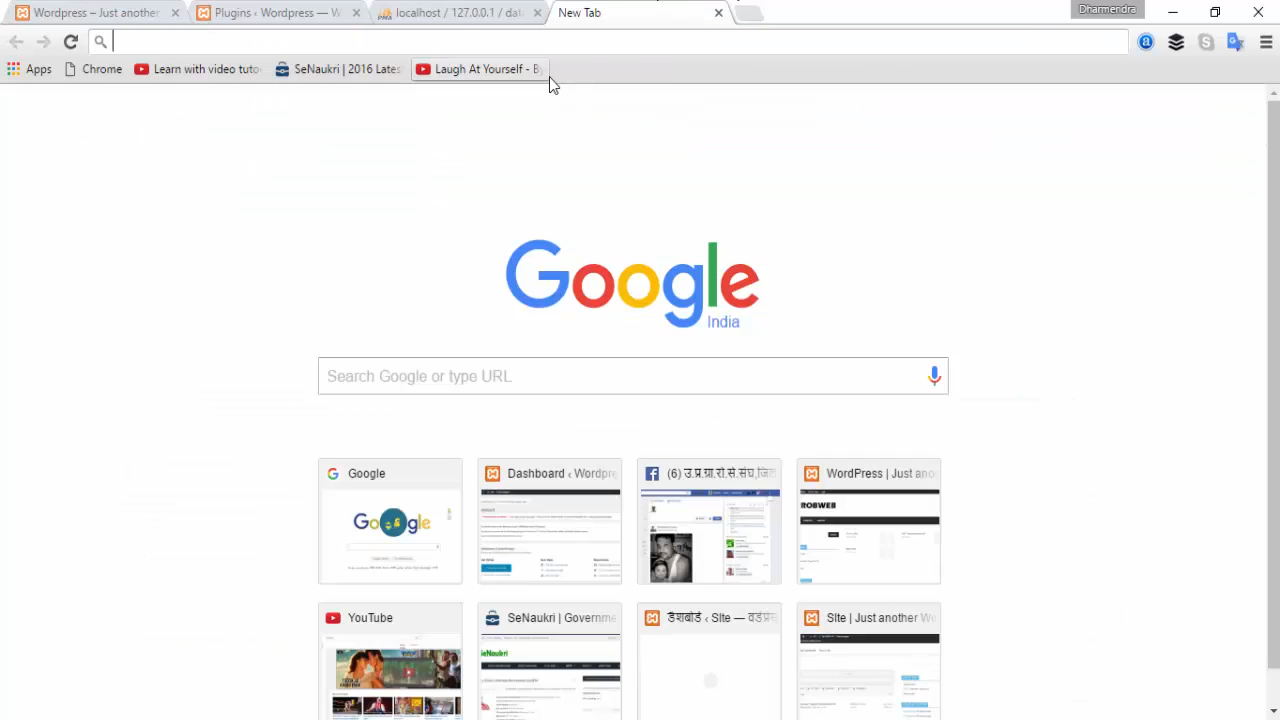 Wordpress – Just another
Plugins ‹ Wordpress — W
localhost / 127.0.0.1 / dat
New Tab
Dharmendra
Apps
Chrome
Learn with video tuto
SeNaukri | 2016 Lates
Laugh At Yourself - B
Google
India
Search Google or type URL
Google
Dashboard ‹ Wordpre
(6) उ.प्र.ग्रा.रो.से.संघ,जि
WordPress | Just ano
Google
ROBWEB
YouTube
SeNaukri | Governme
डैशबोर्ड ‹ SIte — वर्डप्रेस
SIte | Just another Wo
SeNaukri